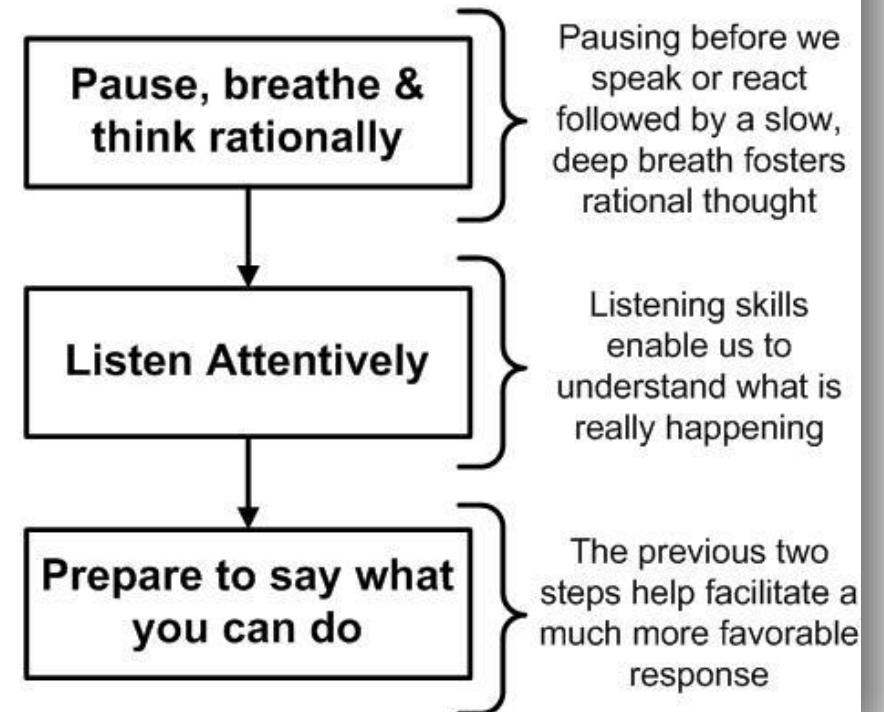 Pause, breathe &
think rationally
Pausing before we
speak or react
followed by a slow,
deep breath fosters
rational thought
Listen Attentively
Listening skills
enable us to
understand what is
really happening
Prepare to say what
you can do
The previous two
steps help facilitate a
much more favorable
response